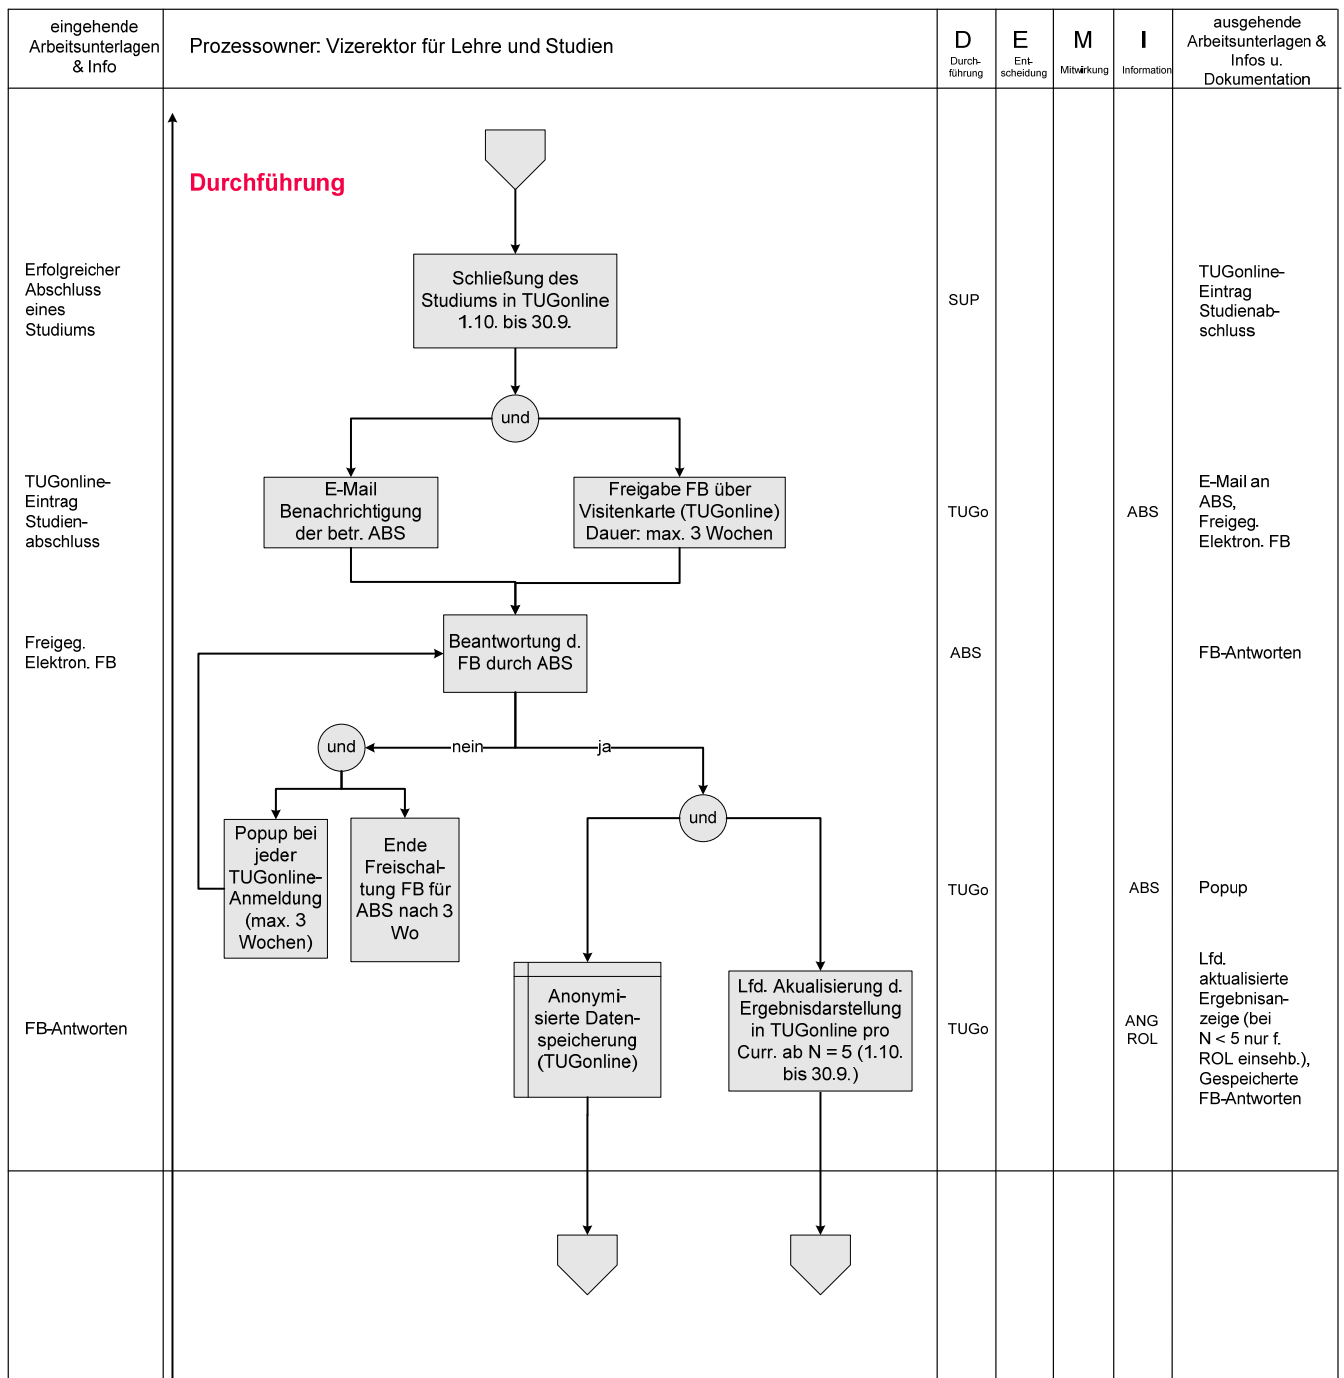 eingehende
Arbeitsunterlagen
& Info
Prozessowner: Vizerektor für Lehre und Studien
D
Durch-
führung
E
Ent-
scheidung
M
Mitwirkung
I
Information
ausgehende
Arbeitsunterlagen &
Infos u.
Dokumentation
Durchführung
Erfolgreicher
Abschluss
eines
Studiums
Schließung des
Studiums in TUGonline
1.10. bis 30.9.
SUP
TUGonline-
Eintrag
Studienab-
schluss
und
TUGonline-
Eintrag
Studien-
abschluss
E-Mail
Benachrichtigung
der betr. ABS
Freigabe FB über
Visitenkarte (TUGonline)
Dauer: max. 3 Wochen
TUGo
ABS
E-Mail an
ABS,
Freigeg.
Elektron. FB
Freigeg.
Elektron. FB
Beantwortung d.
FB durch ABS
ABS
FB-Antworten
und
nein
ja
und
Popup bei
jeder
TUGonline-
Anmeldung
(max. 3
Wochen)
Ende
Freischal-
tung FB für
ABS nach 3
Wo
TUGo
ABS
Popup
FB-Antworten
Anonymi-
sierte Daten-
speicherung
(TUGonline)
Lfd. Akualisierung d.
Ergebnisdarstellung
in TUGonline pro
Curr. ab N = 5 (1.10.
bis 30.9.)
TUGo
ANG
ROL
Lfd.
aktualisierte
Ergebnisan-
zeige (bei
N < 5 nur f.
ROL einsehb.),
Gespeicherte
FB-Antworten